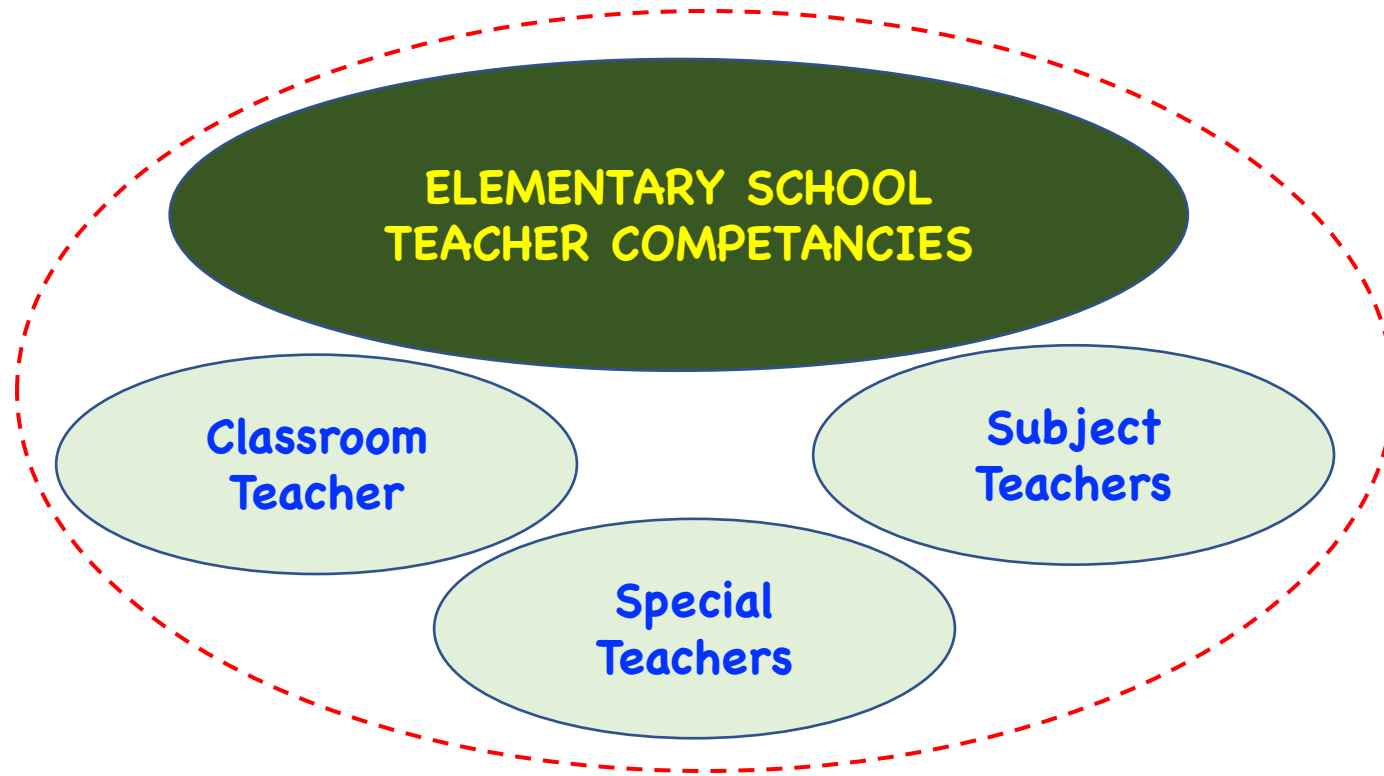 ELEMENTARY SCHOOL
TEACHER COMPETANCIES
Classroom
Teacher
Subject
Teachers
Special
Teachers